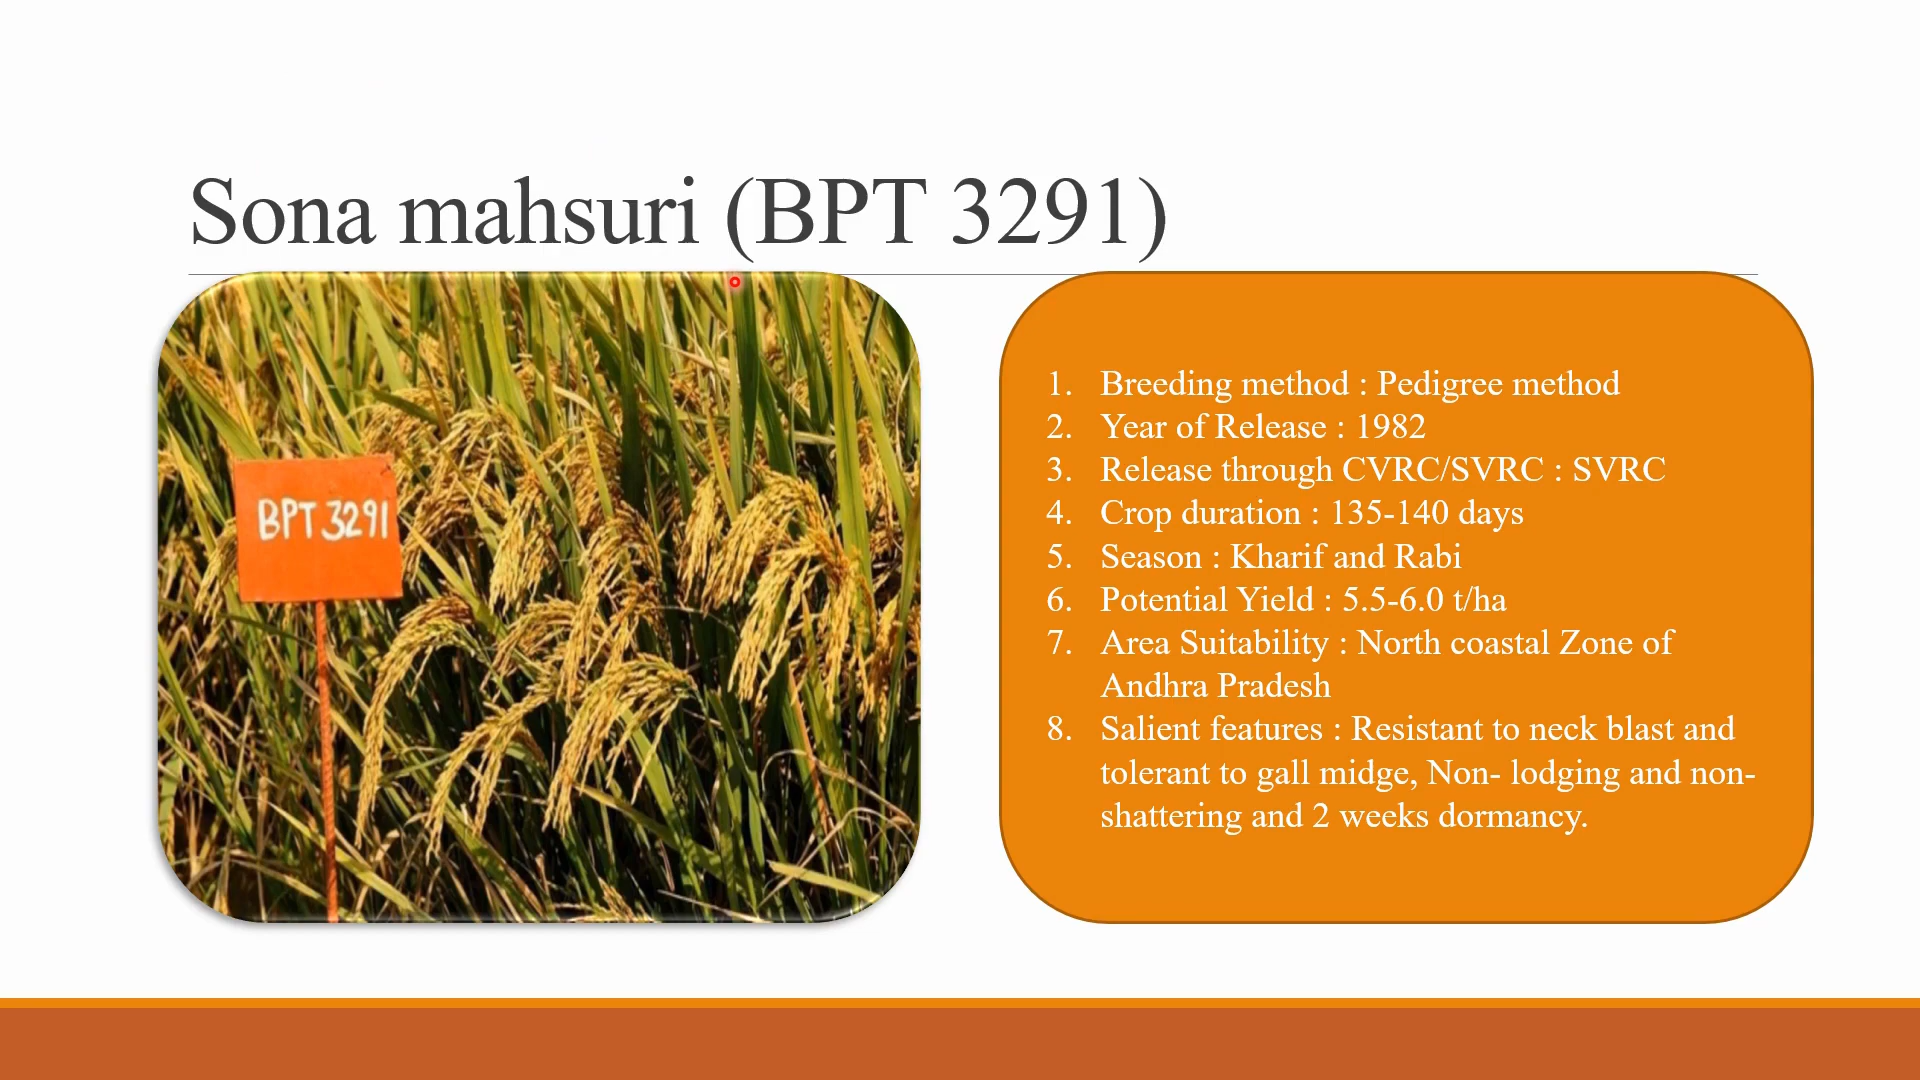 Sona mahsuri (BPT 3291)
BPT 3291
1. Breeding method : Pedigree method
2. Year of Release : 1982
3. Release through CVRC/SVRC : SVRC
4. Crop duration : 135-140 days
5. Season : Kharif and Rabi
6. Potential Yield : 5.5-6.0 t/ha
7. Area Suitability : North coastal Zone of
Andhra Pradesh
8. Salient features : Resistant to neck blast and
tolerant to gall midge, Non- lodging and non-
shattering and 2 weeks dormancy.